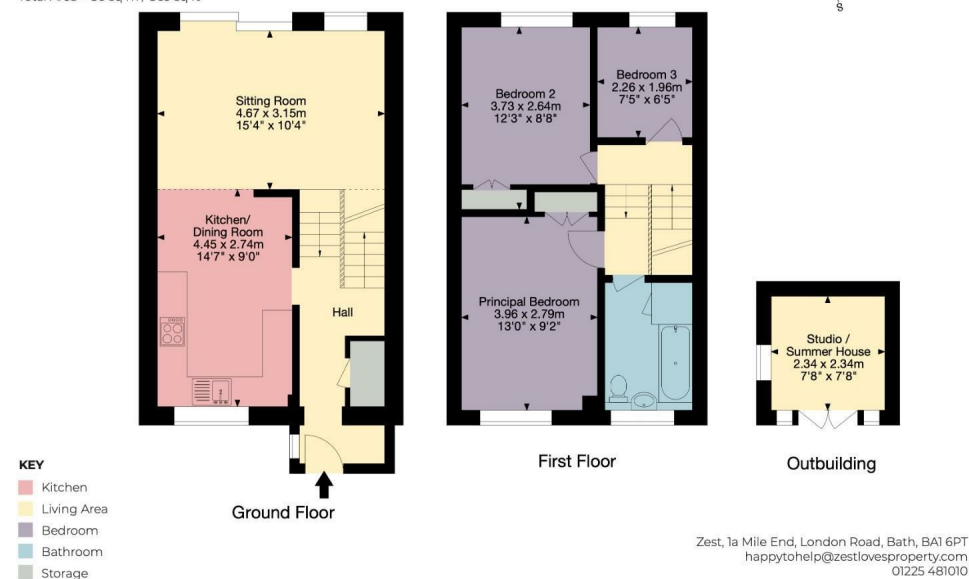 S
Sitting Room
4.67 x 3.15m
15'4" x 10'4"
Kitchen/
Dining Room
4.45 x 2.74m
14'7" x 9'0"
Hall
Ground Floor
Bedroom 2
3.73 x 2.64m
12'3" x 8'8"
Bedroom 3
2.26 x 1.96m
7'5" x 6'5"
Principal Bedroom
3.96 x 2.79m
13'0" x 9'2"
First Floor
Studio /
Summer House
2.34 x 2.34m
7'8" x 7'8"
Outbuilding
KEY
Kitchen
Living Area
Bedroom
Bathroom
Storage
Zest, 1a Mile End, London Road, Bath, BA1 6PT
happytohelp@zestlovesproperty.com
01225 481010